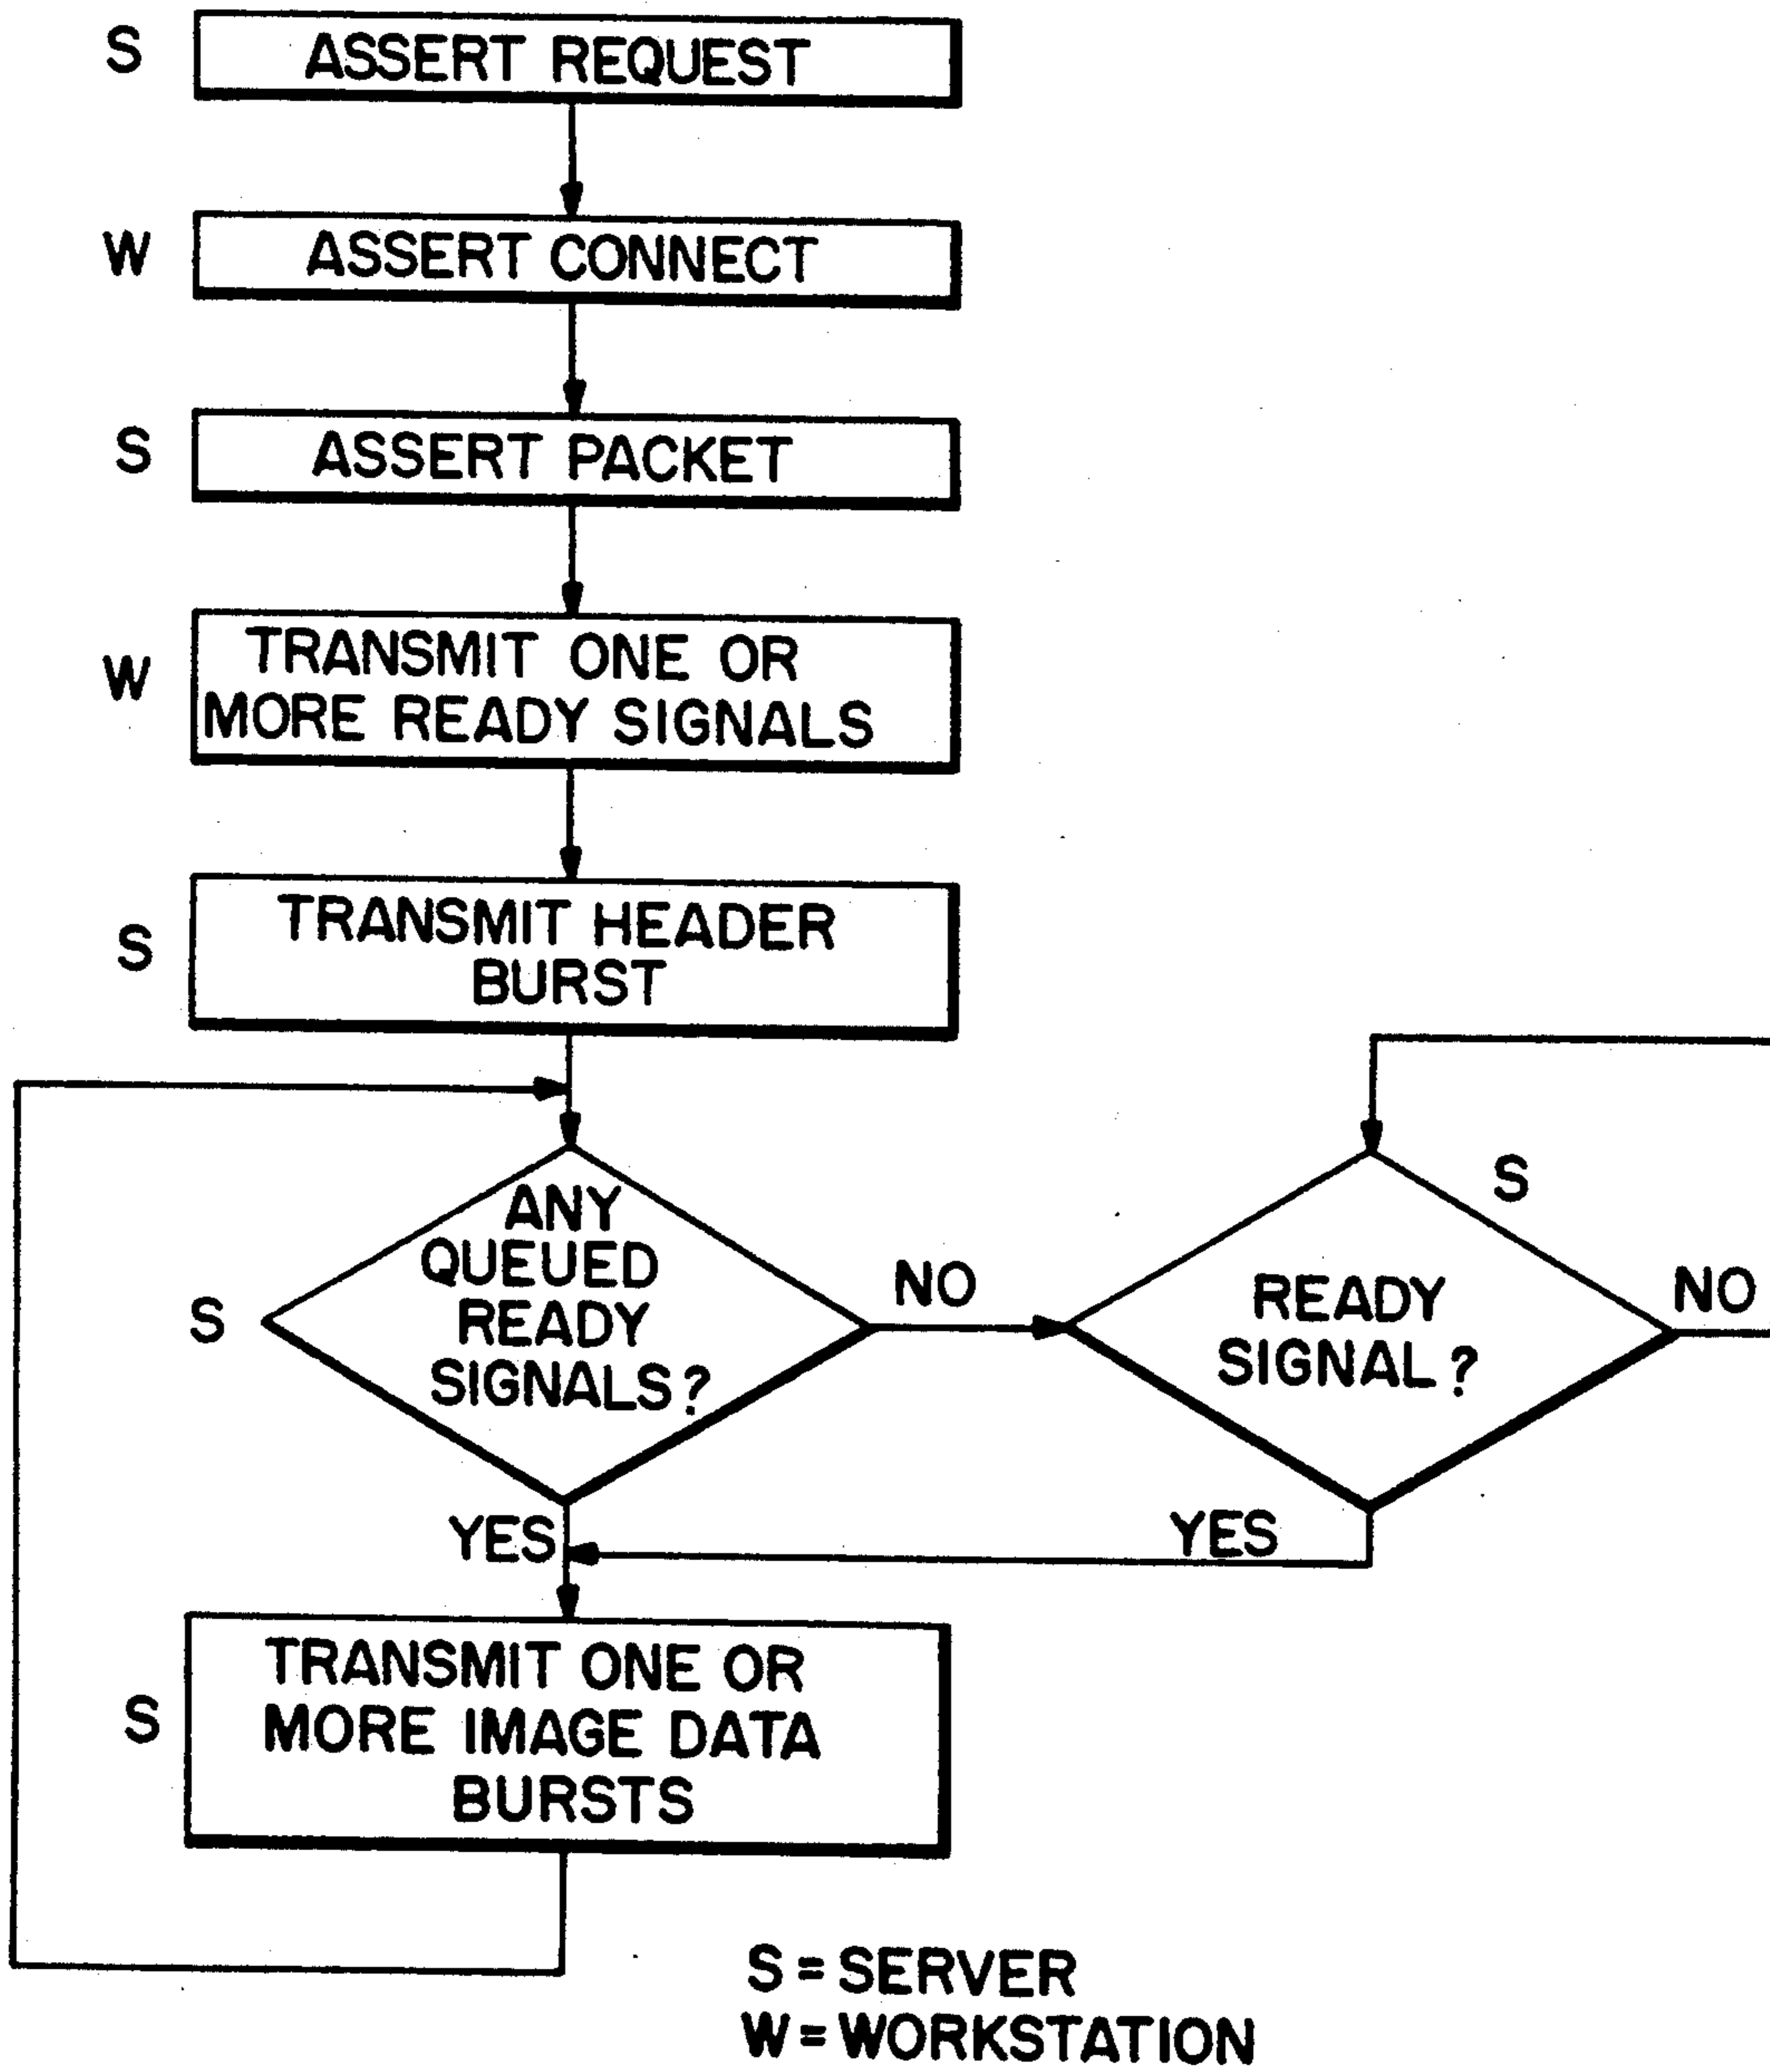 S
ASSERT REQUEST
W
ASSERT CONNECT
S
ASSERT PACKET
W
TRANSMIT ONE OR
MORE READY SIGNALS
S
TRANSMIT HEADER
BURST
S
ANY
QUEUED
READY
SIGNALS?
NO
S
READY
SIGNAL?
NO
YES
YES
S
TRANSMIT ONE OR
MORE IMAGE DATA
BURSTS
S = SERVER
W = WORKSTATION